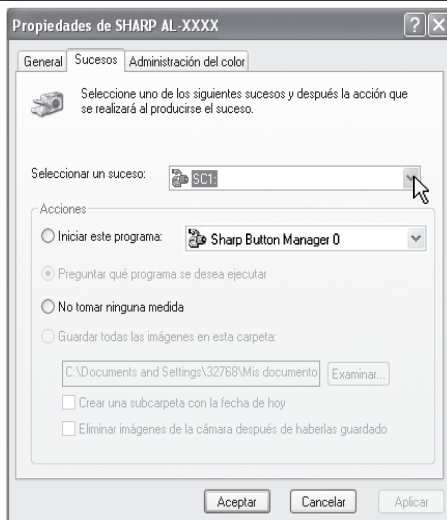 Propiedades de SHARP AL-XXXX
General Sucesos Administración del color
Seleccione uno de los siguientes sucesos y después la acción que
se realizará al producirse el suceso.
Seleccionar un suceso: SC1:
Acciones
Iniciar este programa: Sharp Button Manager 0
Preguntar qué programa se desea ejecutar
No tomar ninguna medida
Guardar todas las imágenes en esta carpeta:
C:\Documents and Settings\32768\Mis documento Examinar...
Crear una subcarpeta con la fecha de hoy
Eliminar imágenes de la cámara después de haberlas guardado
Aceptar Cancelar Aplicar